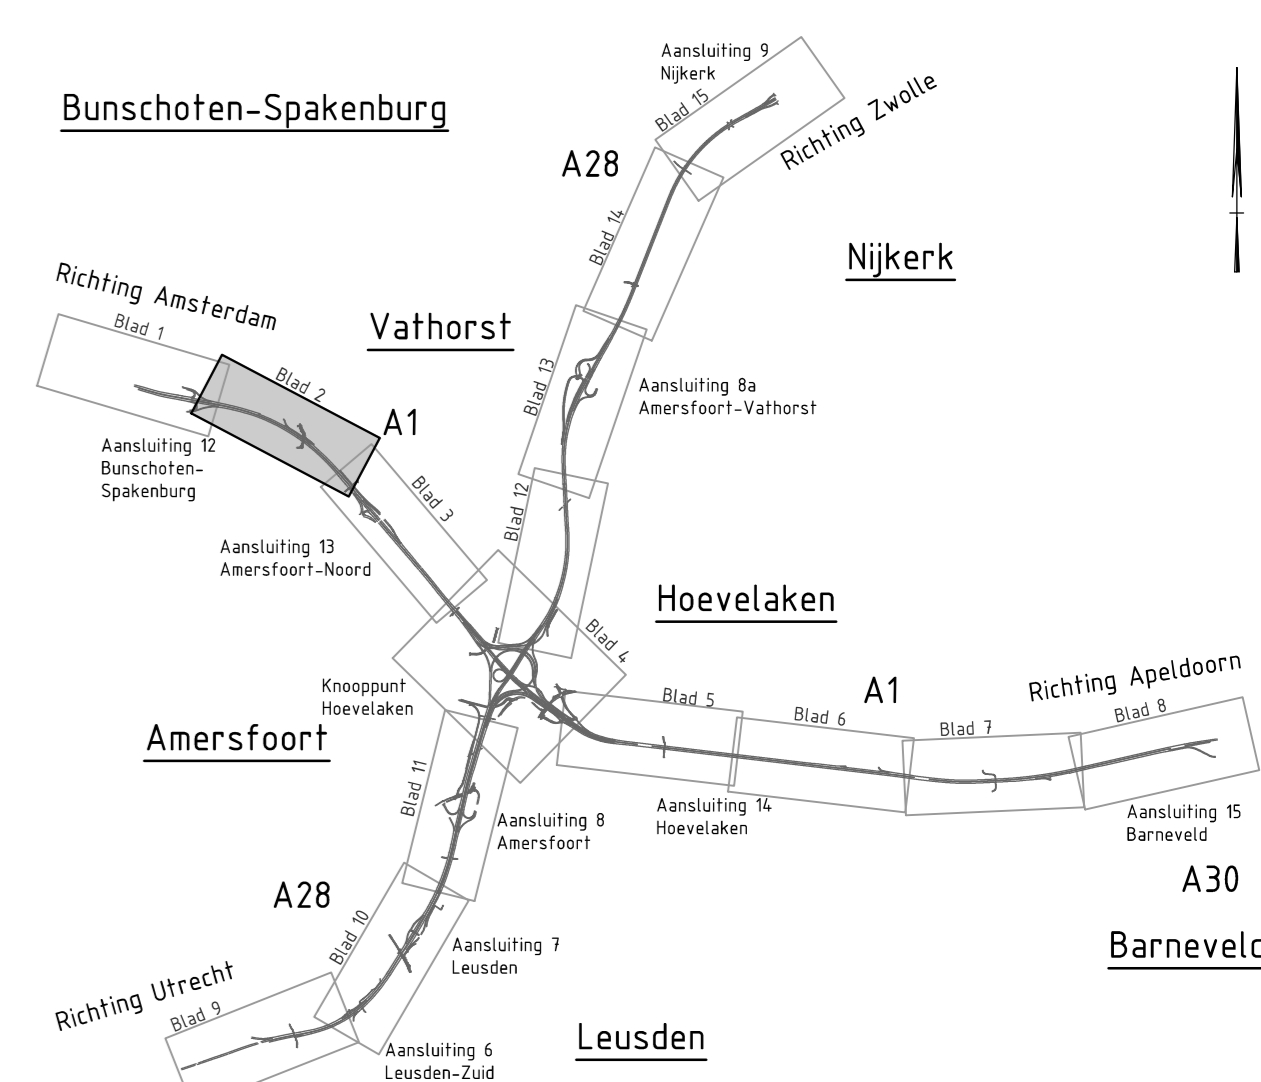 Aansluiting 9
Nijkerk
Blad 15
Richting Zwolle
Bunschoten-Spakenburg
A28
Blad 14
Nijkerk
Richting Amsterdam
Blad 1
Vathorst
Blad 2
Blad 13
Aansluiting 8a
Amersfoort-Vathorst
A1
Aansluiting 12
Bunschoten-
Spakenburg
Blad 3
Blad 12
Aansluiting 13
Amersfoort-Noord
Hoevelaken
Blad 4
Knooppunt
Hoevelaken
Blad 5
Blad 6
A1
Blad 7
Richting Apeldoorn
Blad 8
Amersfoort
Blad 11
Aansluiting 8
Amersfoort
Aansluiting 14
Hoevelaken
Aansluiting 15
Barneveld
A30
A28
Blad 10
Aansluiting 7
Leusden
Barneveld
Richting Utrecht
Blad 9
Leusden
Aansluiting 6
Leusden-Zuid